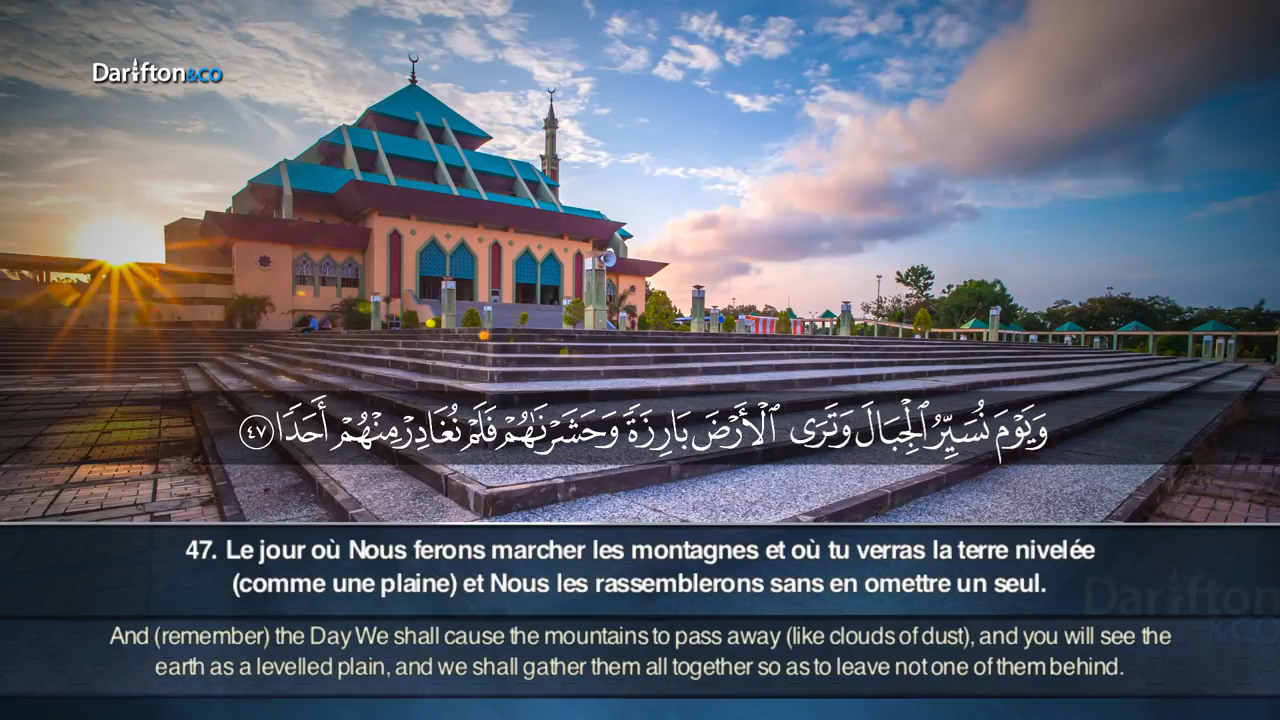 Darifton&co
وَيَوْمَ نُسَيِّرُ ٱلْجِبَالَ وَتَرَى ٱلْأَرْضَ بَارِزَةً وَحَشَرْنَٰهُمْ فَلَمْ نُغَادِرْ مِنْهُمْ أَحَدًا ٤٧
47. Le jour où Nous ferons marcher les montagnes et où tu verras la terre nivelée
(comme une plaine) et Nous les rassemblerons sans en omettre un seul.
Darifton
&CO
And (remember) the Day We shall cause the mountains to pass away (like clouds of dust), and you will see the
earth as a levelled plain, and we shall gather them all together so as to leave not one of them behind.